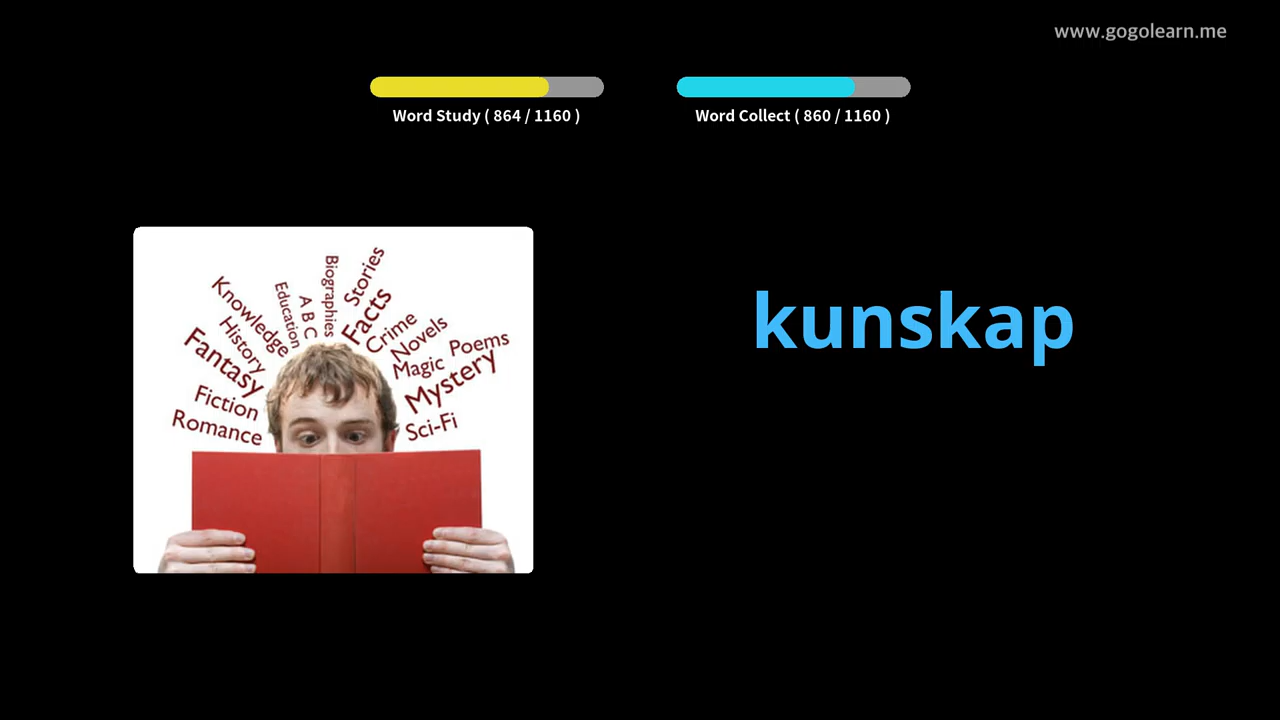 www.gogolearn.me
Word Study ( 864 / 1160 )
Word Collect ( 860 / 1160 )
kunskap
Biographies
Stories
Education
A B C
Facts
Knowledge
Crime
History
Novels
Fantasy
Magic
Poems
Mystery
Fiction
Romance
Sci-Fi